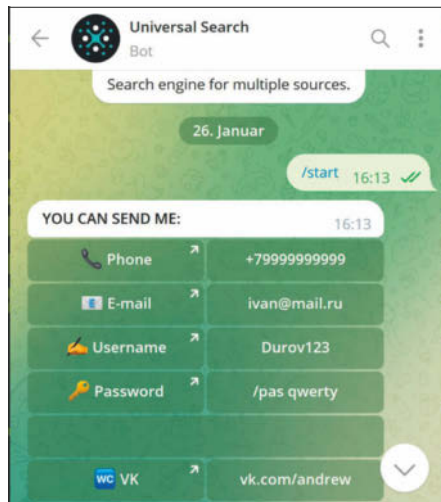 Universal Search
Bot
Search engine for multiple sources.
26. Januar
/start 16:13
YOU CAN SEND ME:
16:13
Phone +79999999999
E-mail ivan@mail.ru
Username Durov123
Password /pas qwerty
WC VK vk.com/andrew